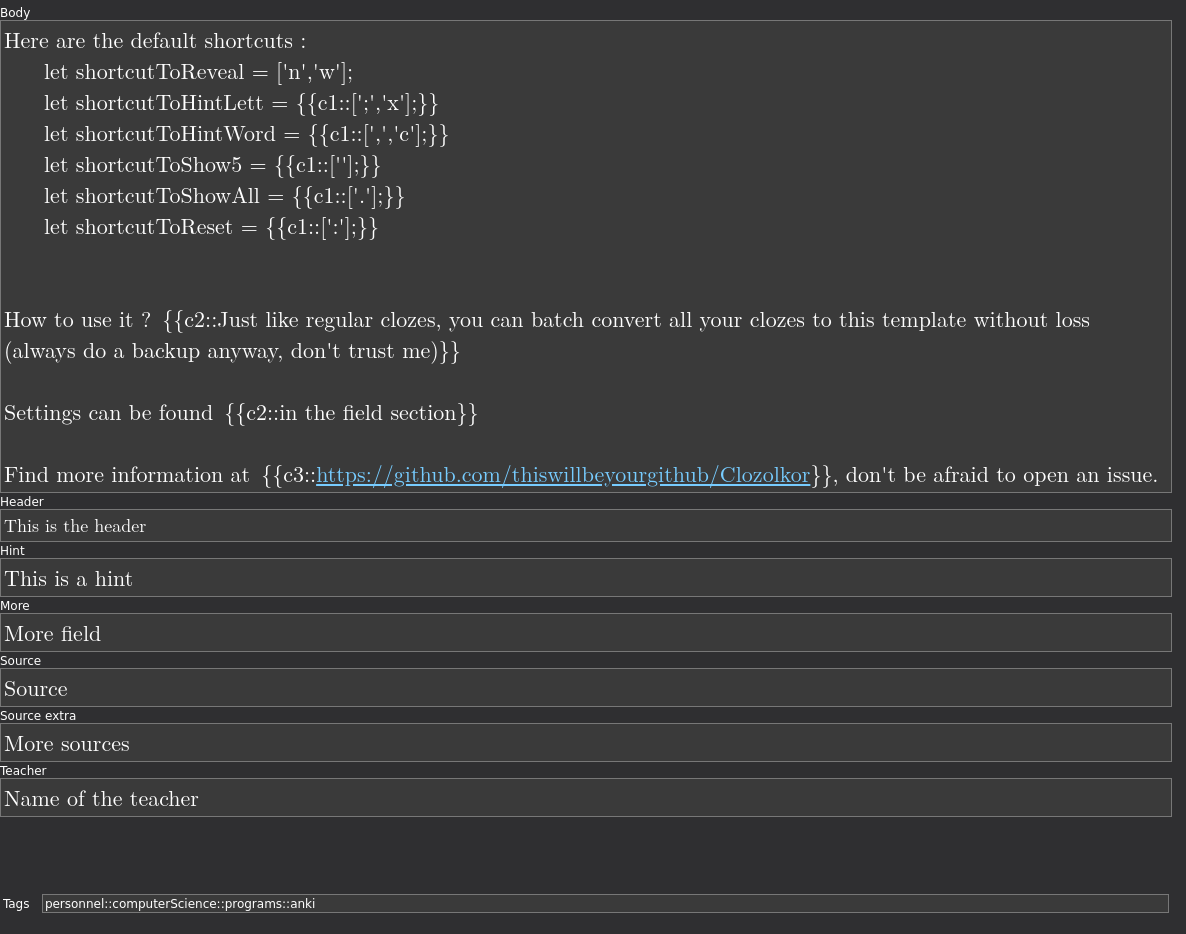 Body
Here are the default shortcuts :
let shortcutToReveal = ['n','w'];
let shortcutToHintLett = {{c1::[';','x'];}}
let shortcutToHintWord = {{c1::[',','c'];}}
let shortcutToShow5 = {{c1::[''];}}
let shortcutToShowAll = {{c1::['.'];}}
let shortcutToReset = {{c1::[':'];}}
How to use it ? {{c2::Just like regular clozes, you can batch convert all your clozes to this template without loss
(always do a backup anyway, don't trust me)}}
Settings can be found {{c2::in the field section}}
Find more information at {{c3::https://github.com/thiswillbeyourgithub/Clozolkor}}, don't be afraid to open an issue.
Header
This is the header
Hint
This is a hint
More
More field
Source
Source
Source extra
More sources
Teacher
Name of the teacher
Tags personnel::computerScience::programs::anki